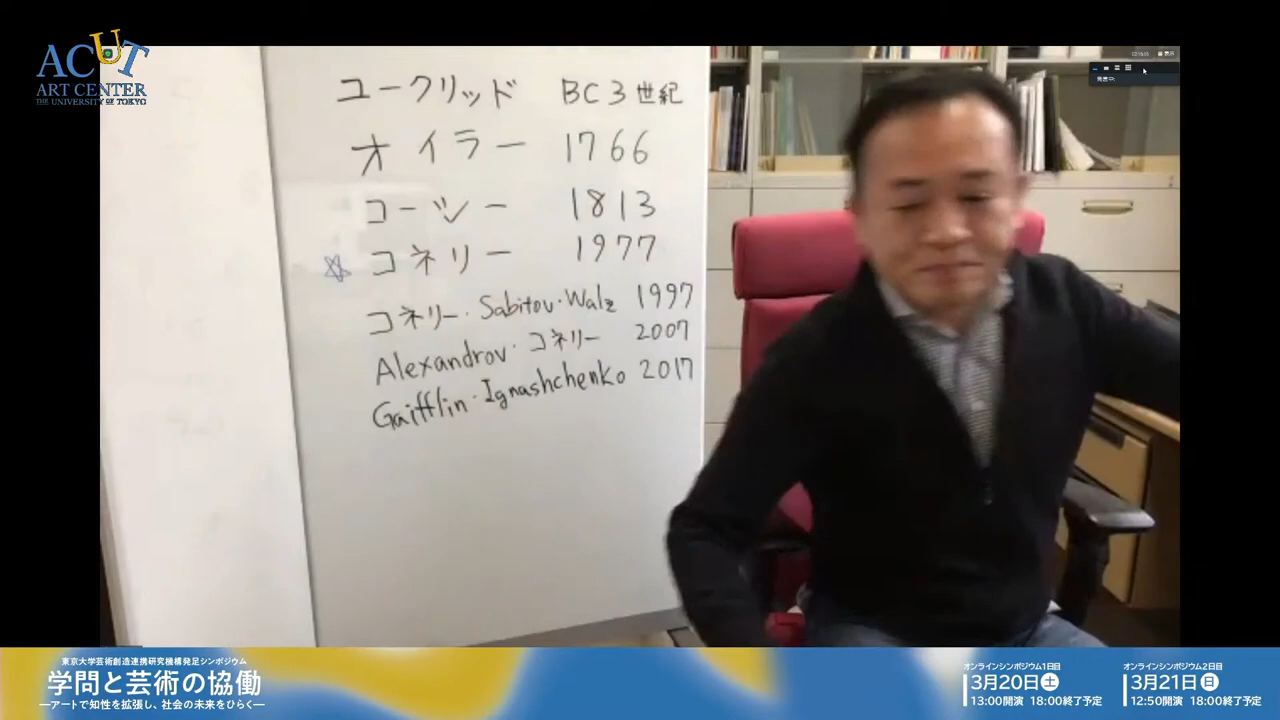 ACUT
ART CENTER
THE UNIVERSITY OF TOKYO
ユークリッド BC3世紀
オイラー 1766
コーシー 1813
☆コネリー 1977
コネリー・Sabitov・Walz 1997
Alexandrov・コネリー 2007
Gaifflin・Ignashchenko 2017
東京大学芸術創造連携研究機構発足シンポジウム
学問と芸術の協働
―アートで知性を拡張し、社会の未来をひらく―
オンラインシンポジウム1日目
3月20日土
13:00開演 18:00終了予定
オンラインシンポジウム2日目
3月21日日
12:50開演 18:00終了予定